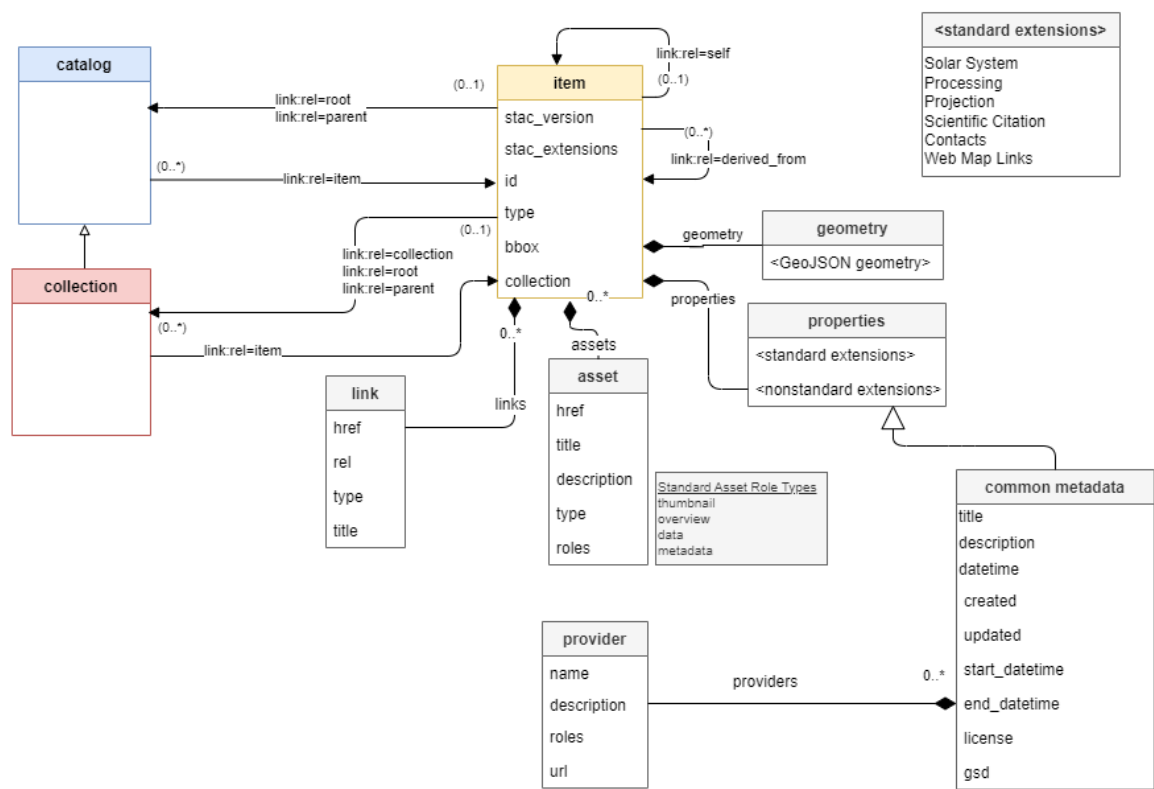 <standard extensions>
Solar System
Processing
Projection
Scientific Citation
Contacts
Web Map Links
catalog
link:rel=self
(0..1)
(0..1)
item
stac_version
stac_extensions
id
type
bbox
collection
link:rel=root
link:rel=parent
(0..*)
link:rel=derived_from
(0..*)
link:rel=item
(0..1)
link:rel=collection
link:rel=root
link:rel=parent
geometry
geometry
<GeoJSON geometry>
collection
(0..*)
link:rel=item
0..*
0..*
properties
properties
<standard extensions>
<nonstandard extensions>
links
assets
link
href
rel
type
title
asset
href
title
description
type
roles
Standard Asset Role Types
thumbnail
overview
data
metadata
common metadata
title
description
datetime
created
updated
start_datetime
end_datetime
license
gsd
provider
name
description
roles
url
providers
0..*